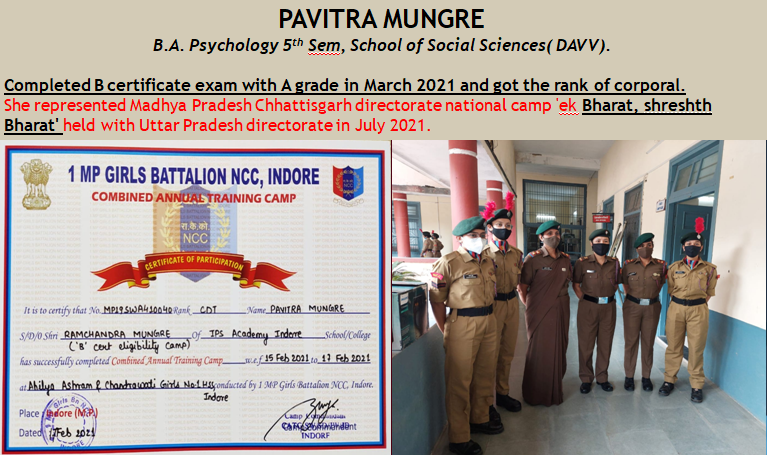 PAVITRA MUNGRE
B.A. Psychology 5th Sem, School of Social Sciences( DAVV).
Completed B certificate exam with A grade in March 2021 and got the rank of corporal.
She represented Madhya Pradesh Chhattisgarh directorate national camp 'ek Bharat, shreshth
Bharat' held with Uttar Pradesh directorate in July 2021.
1 MP GIRLS BATTALION NCC, INDORE
COMBINED ANNUAL TRAINING CAMP
रा.कै.को.
NCC
CERTIFICATE OF PARTICIPATION
It is to certify that No. MP19SWA410040 Rank CDT Name PAVITRA MUNGRE
S/D/O Shri RAMCHANDRA MUNGRE Of IPS Academy Indore School/College
('B' cert eligibility camp)
has successfully completed Combined Annual Training Camp w.e.f 15 Feb 2021 to 17 Feb 2021
at Ahilya Ashram & Chandrawati Girls No.1 HSS conducted by 1 MP Girls Battalion NCC, Indore.
Indore
Place Indore (M.P.)
Dated 17 Feb 2021
Camp Commandant
INDORE